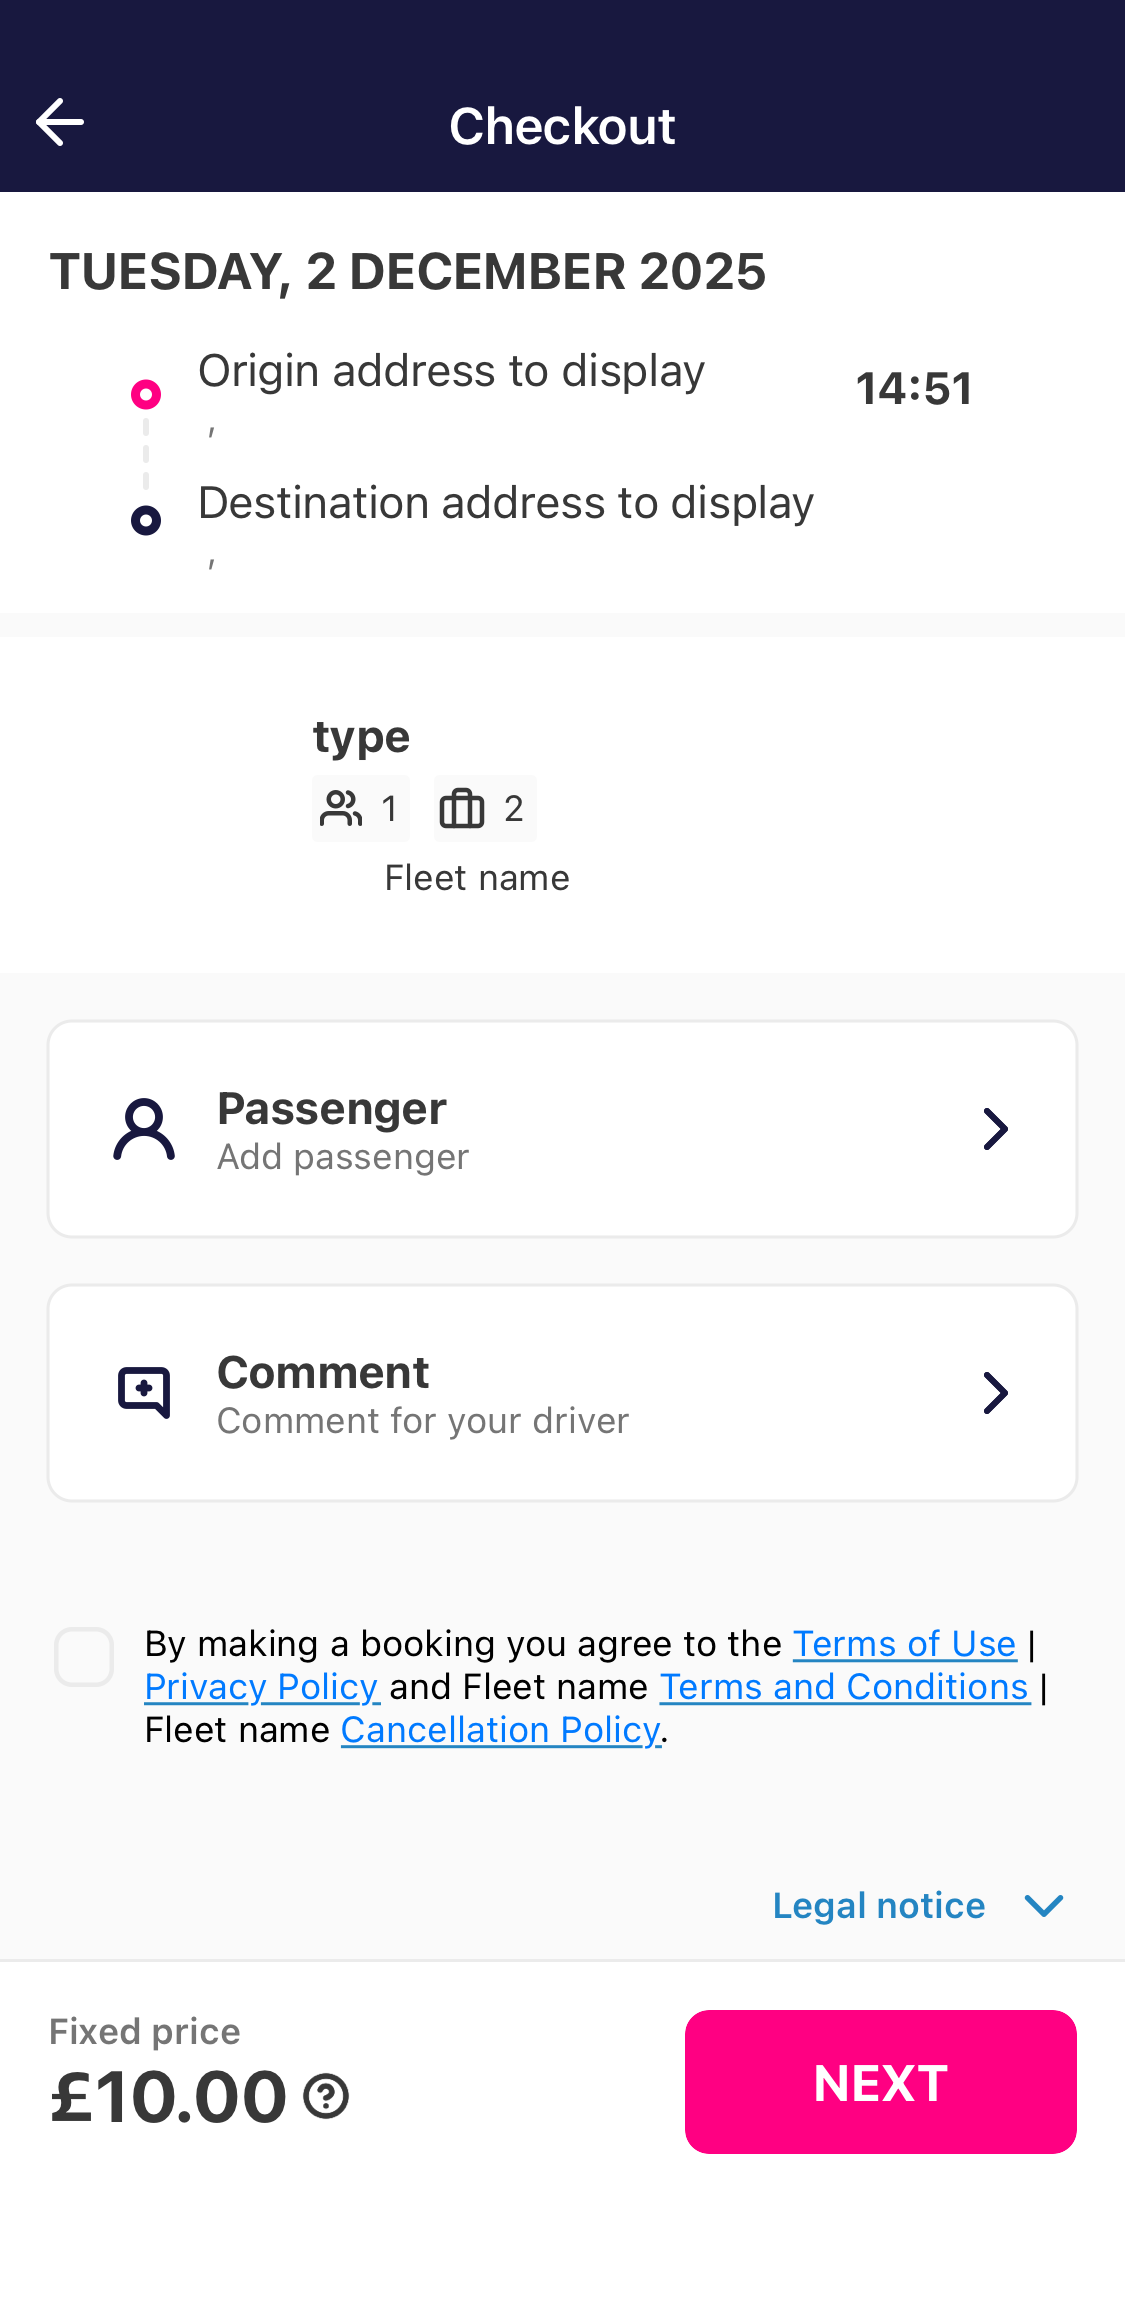 Checkout
TUESDAY, 2 DECEMBER 2025
Origin address to display
14:51
,
Destination address to display
,
type
1
2
Fleet name
Passenger
Add passenger
Comment
Comment for your driver
By making a booking you agree to the Terms of Use |
Privacy Policy and Fleet name Terms and Conditions |
Fleet name Cancellation Policy.
Legal notice
Fixed price
£10.00
NEXT